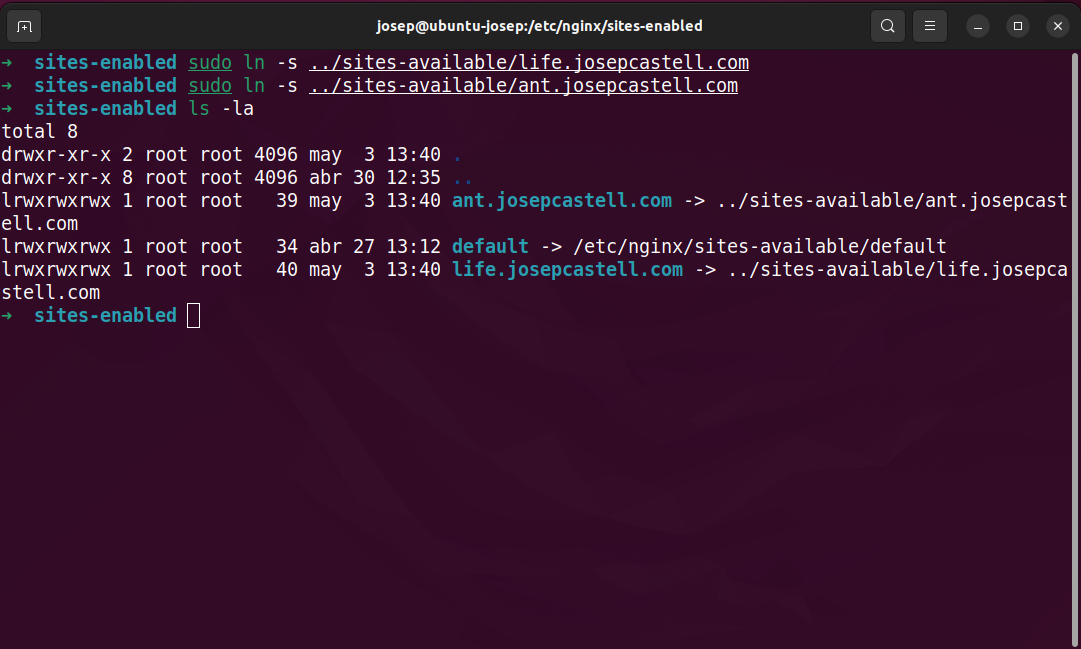 josep@ubuntu-josep:/etc/nginx/sites-enabled
➜  sites-enabled sudo ln -s ../sites-available/life.josepcastell.com
➜  sites-enabled sudo ln -s ../sites-available/ant.josepcastell.com
➜  sites-enabled ls -la
total 8
drwxr-xr-x 2 root root 4096 may  3 13:40 .
drwxr-xr-x 8 root root 4096 abr 30 12:35 ..
lrwxrwxrwx 1 root root   39 may  3 13:40 ant.josepcastell.com -> ../sites-available/ant.josepcast
ell.com
lrwxrwxrwx 1 root root   34 abr 27 13:12 default -> /etc/nginx/sites-available/default
lrwxrwxrwx 1 root root   40 may  3 13:40 life.josepcastell.com -> ../sites-available/life.josepca
stell.com
➜  sites-enabled